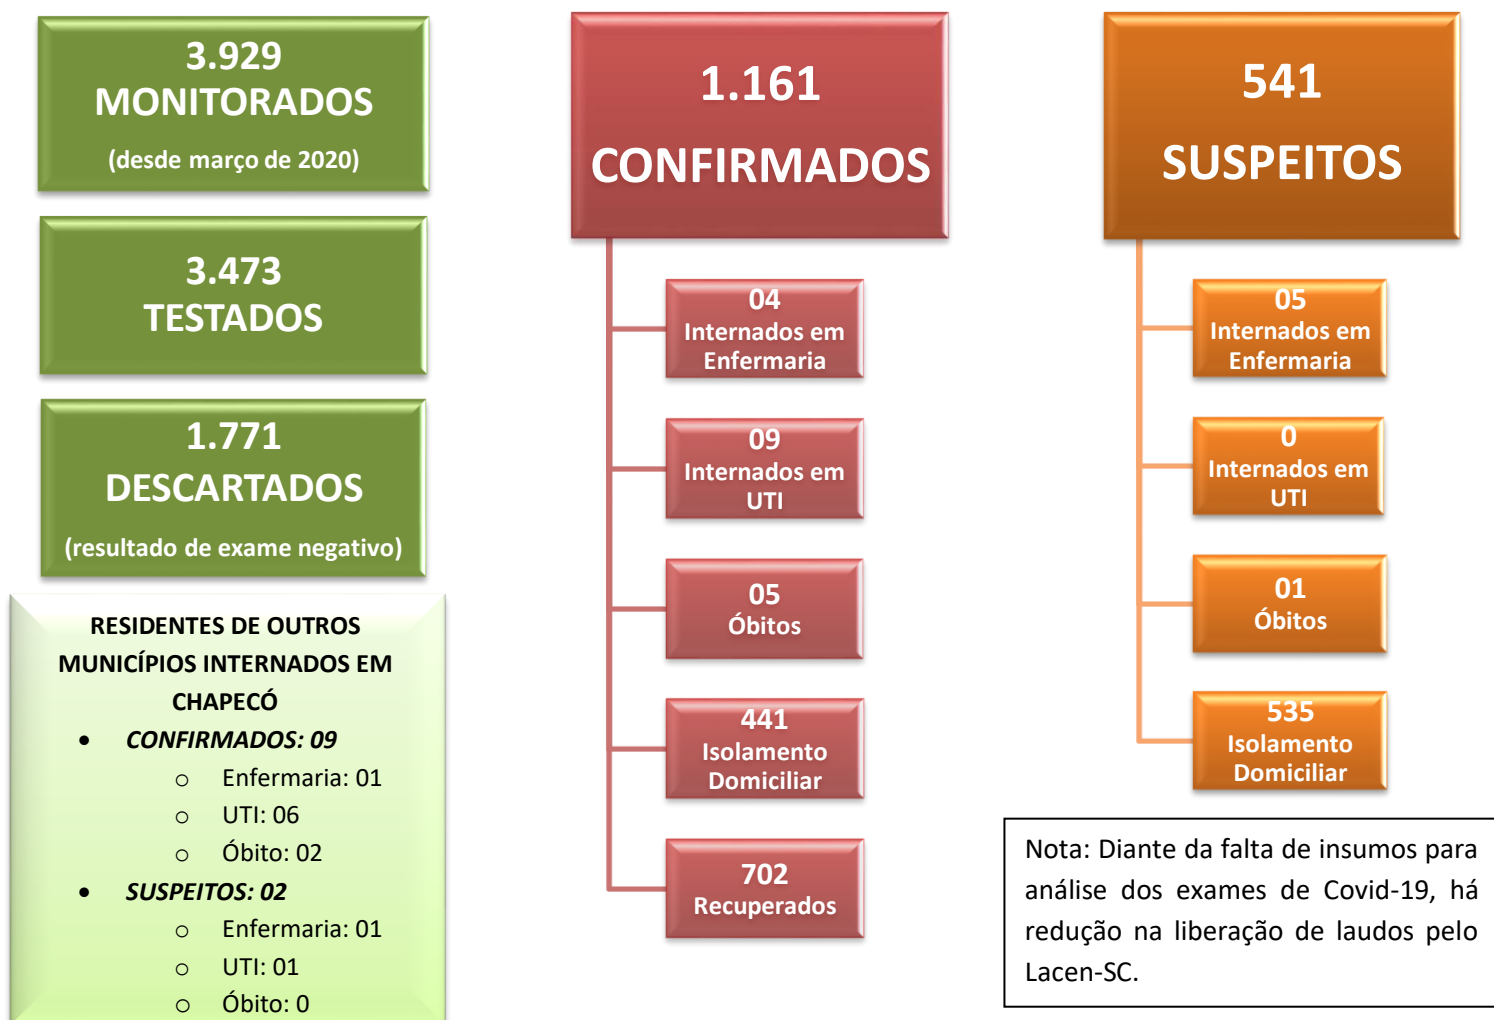 3.929
MONITORADOS
(desde março de 2020)
3.473
TESTADOS
1.771
DESCARTADOS
(resultado de exame negativo)
RESIDENTES DE OUTROS
MUNICÍPIOS INTERNADOS EM
CHAPECÓ
• CONFIRMADOS: 09
o Enfermaria: 01
o UTI: 06
o Óbito: 02
• SUSPEITOS: 02
o Enfermaria: 01
o UTI: 01
o Óbito: 0
1.161
CONFIRMADOS
04
Internados em
Enfermaria
09
Internados em
UTI
05
Óbitos
441
Isolamento
Domiciliar
702
Recuperados
541
SUSPEITOS
05
Internados em
Enfermaria
0
Internados em
UTI
01
Óbitos
535
Isolamento
Domiciliar
Nota: Diante da falta de insumos para
análise dos exames de Covid-19, há
redução na liberação de laudos pelo
Lacen-SC.